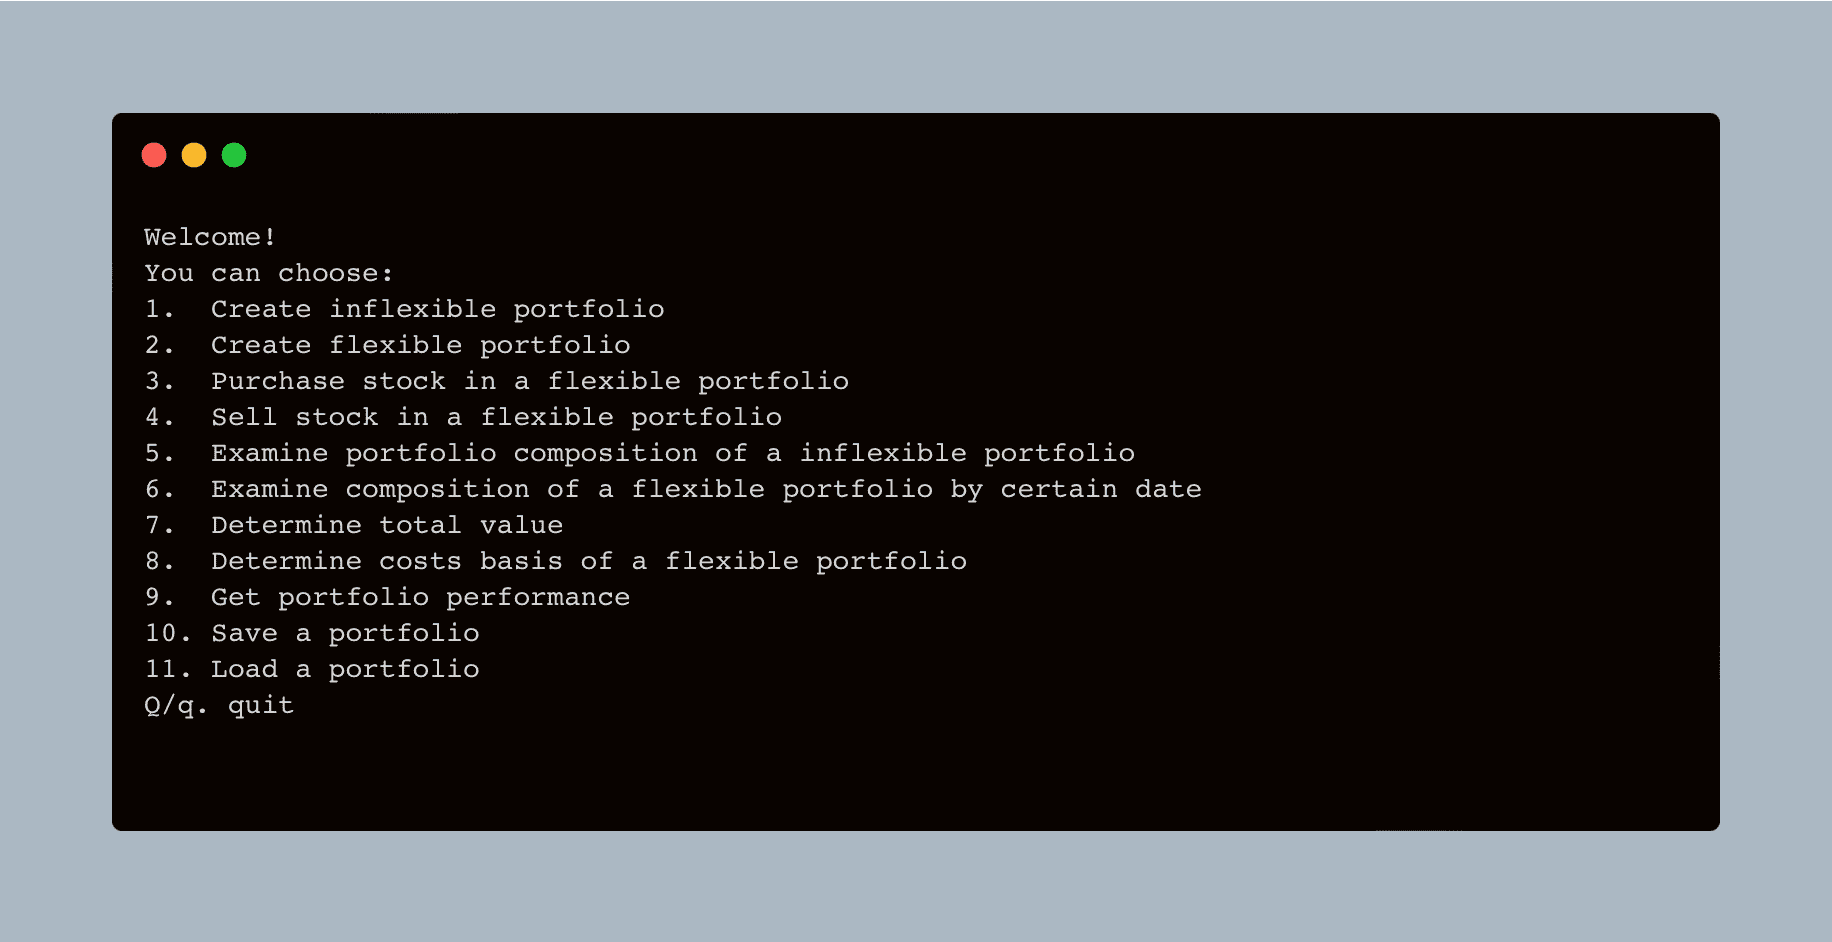 Welcome!
You can choose:
1.  Create inflexible portfolio
2.  Create flexible portfolio
3.  Purchase stock in a flexible portfolio
4.  Sell stock in a flexible portfolio
5.  Examine portfolio composition of a inflexible portfolio
6.  Examine composition of a flexible portfolio by certain date
7.  Determine total value
8.  Determine costs basis of a flexible portfolio
9.  Get portfolio performance
10. Save a portfolio
11. Load a portfolio
Q/q. quit